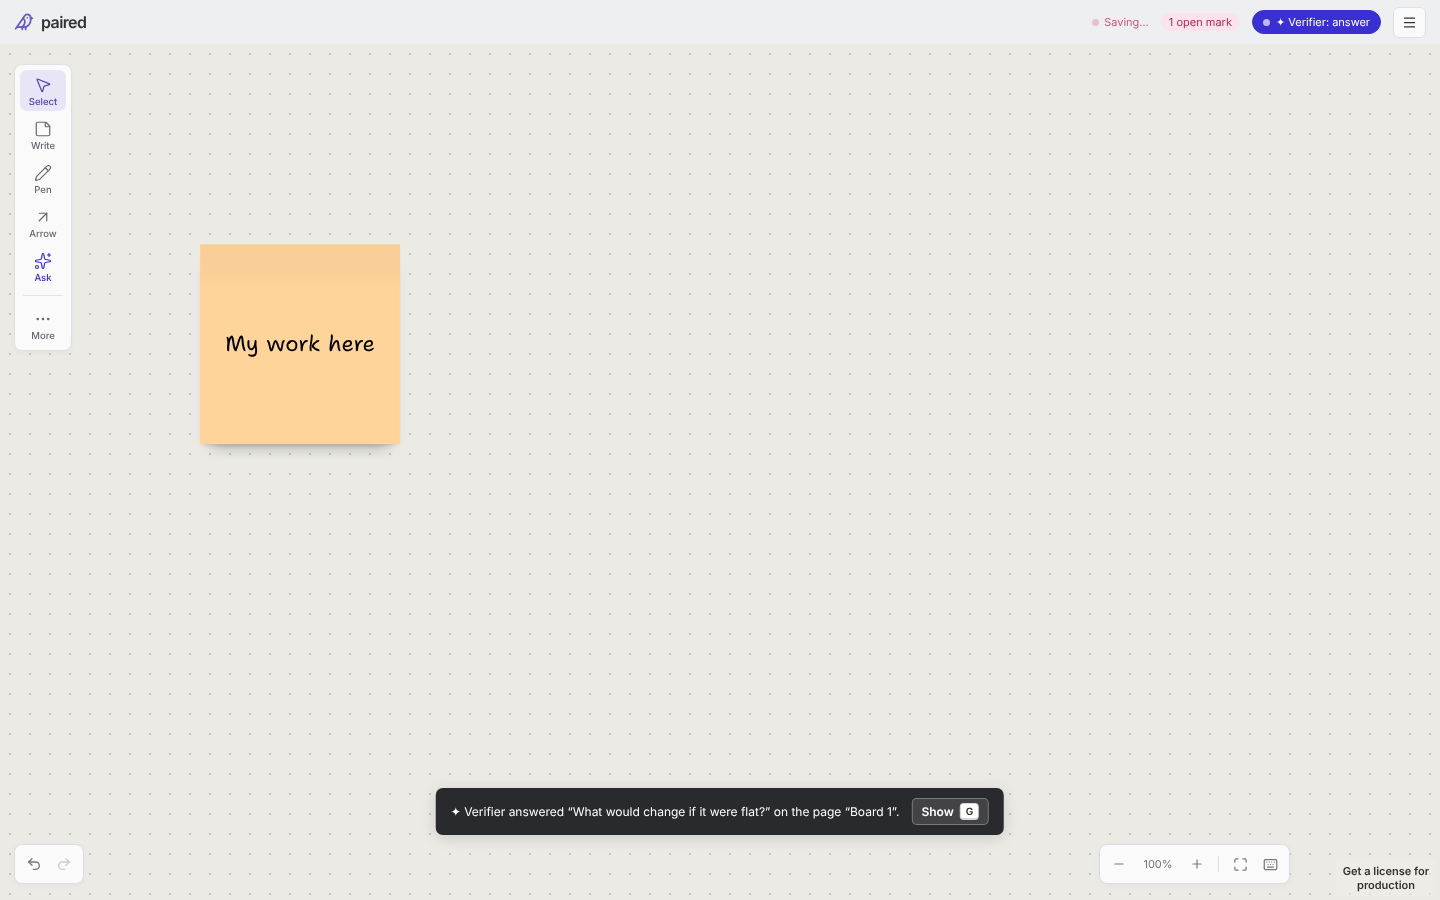 paired
Saving...
1 open mark
✦ Verifier: answer
Select
Write
Pen
Arrow
Ask
More
My work here
✦ Verifier answered “What would change if it were flat?” on the page “Board 1”.
Show G
100%
Get a license for
production